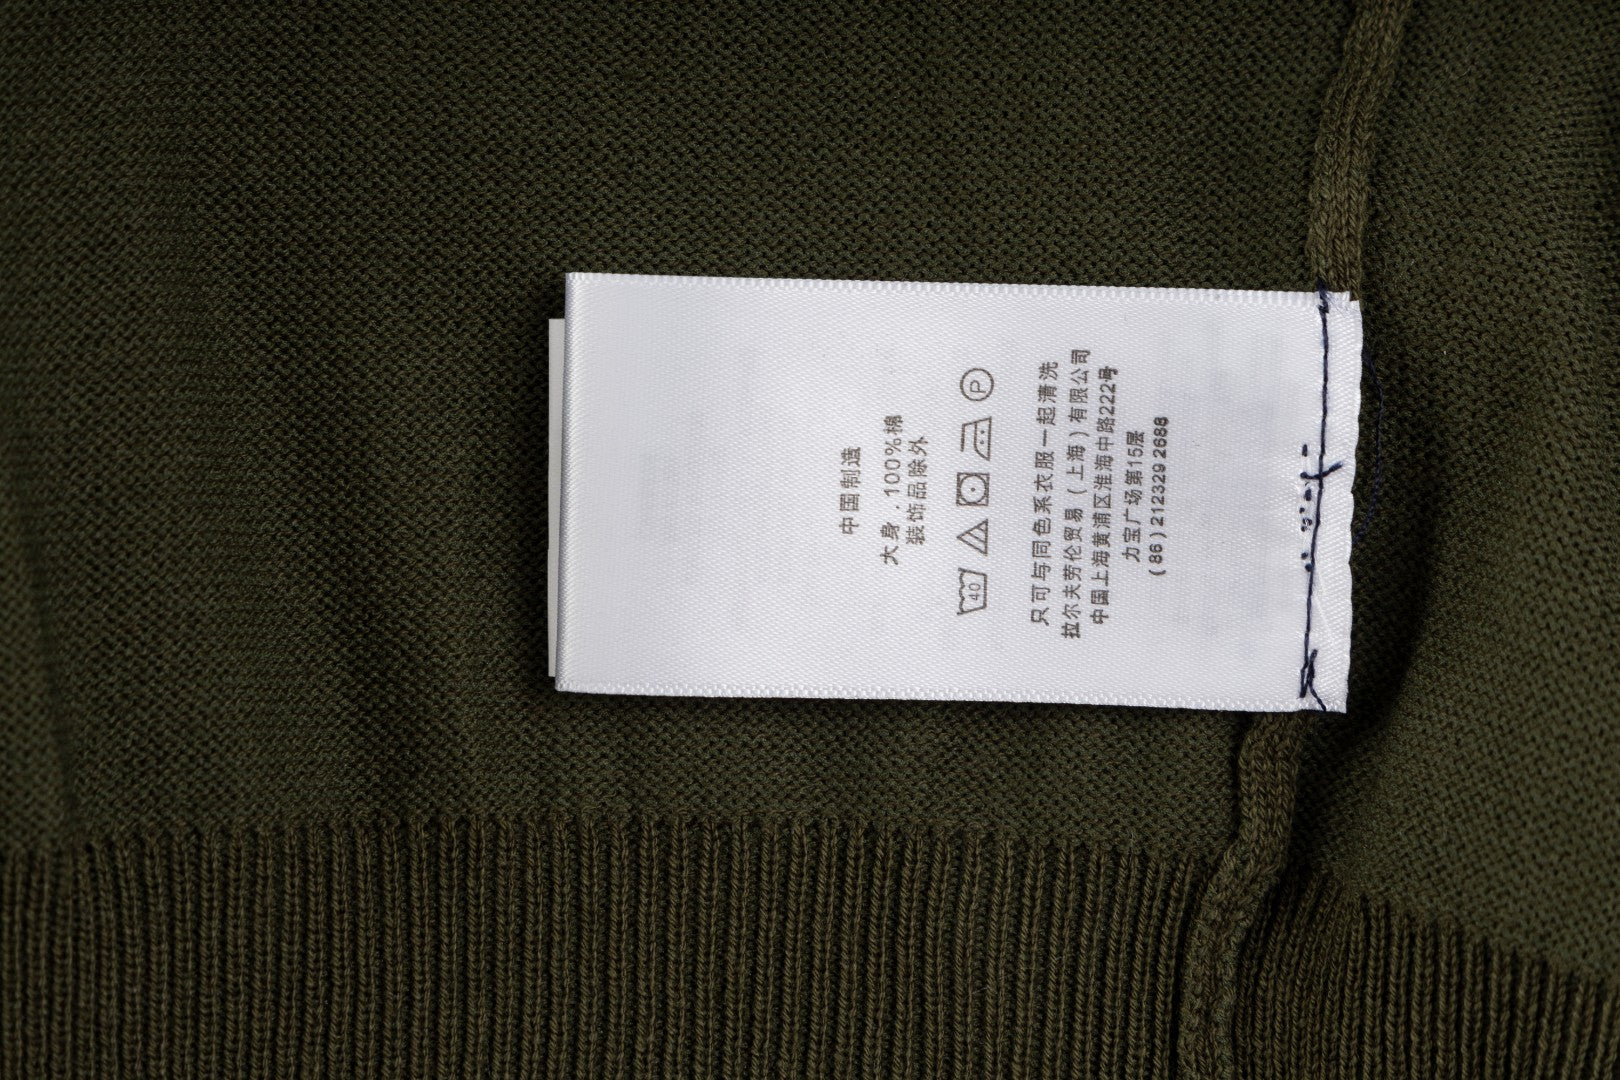 中国制造
大身.100%棉
装饰品除外
40
P
只可与同色系衣服一起清洗
拉尔夫劳伦贸易(上海)有限公司
中国上海黄浦区淮海中路222号
力宝广场第15层
(86)212329 2688